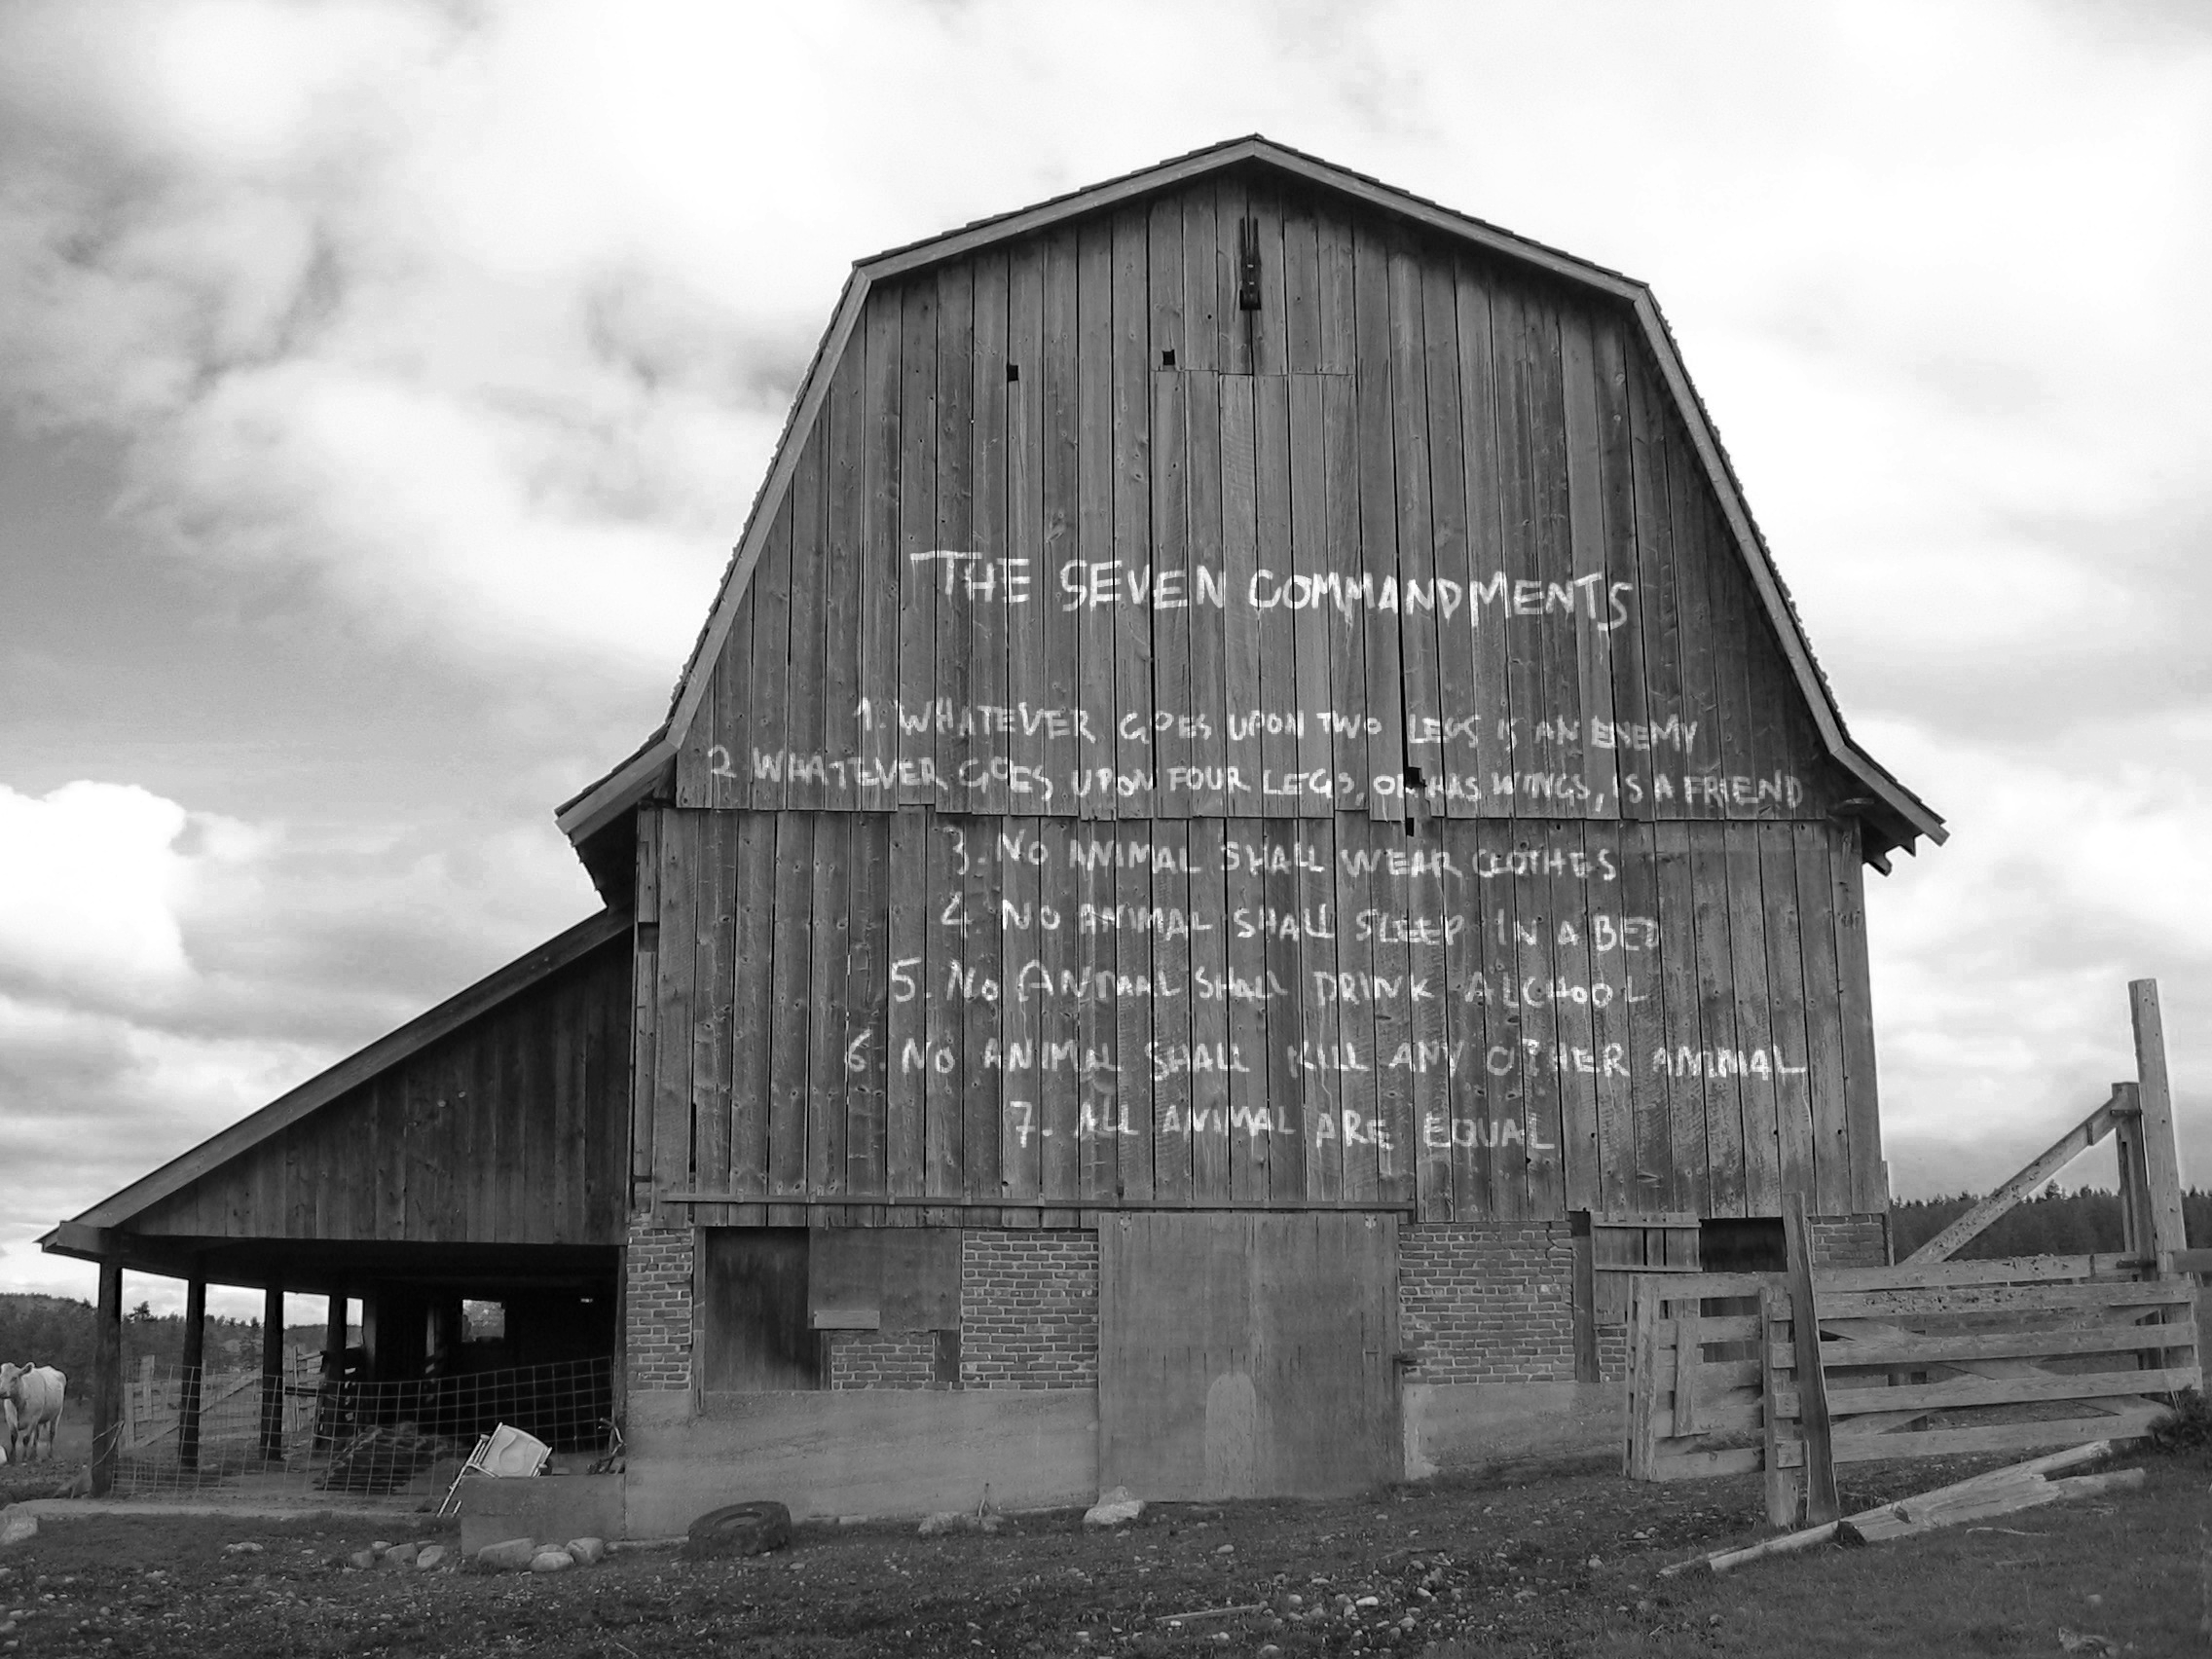 THE SEVEN COMMANDMENTS
1. WHATEVER GOES UPON TWO LEGS IS AN ENEMY
2 WHATEVER GOES UPON FOUR LEGS, OR HAS WINGS, IS A FRIEND
3. NO ANIMAL SHALL WEAR CLOTHES
4. NO ANIMAL SHALL SLEEP IN A BED
5. NO ANIMAL SHALL DRINK ALCHOOL
6. NO ANIMAL SHALL KILL ANY OTHER ANIMAL
7. ALL ANIMAL ARE EQUAL